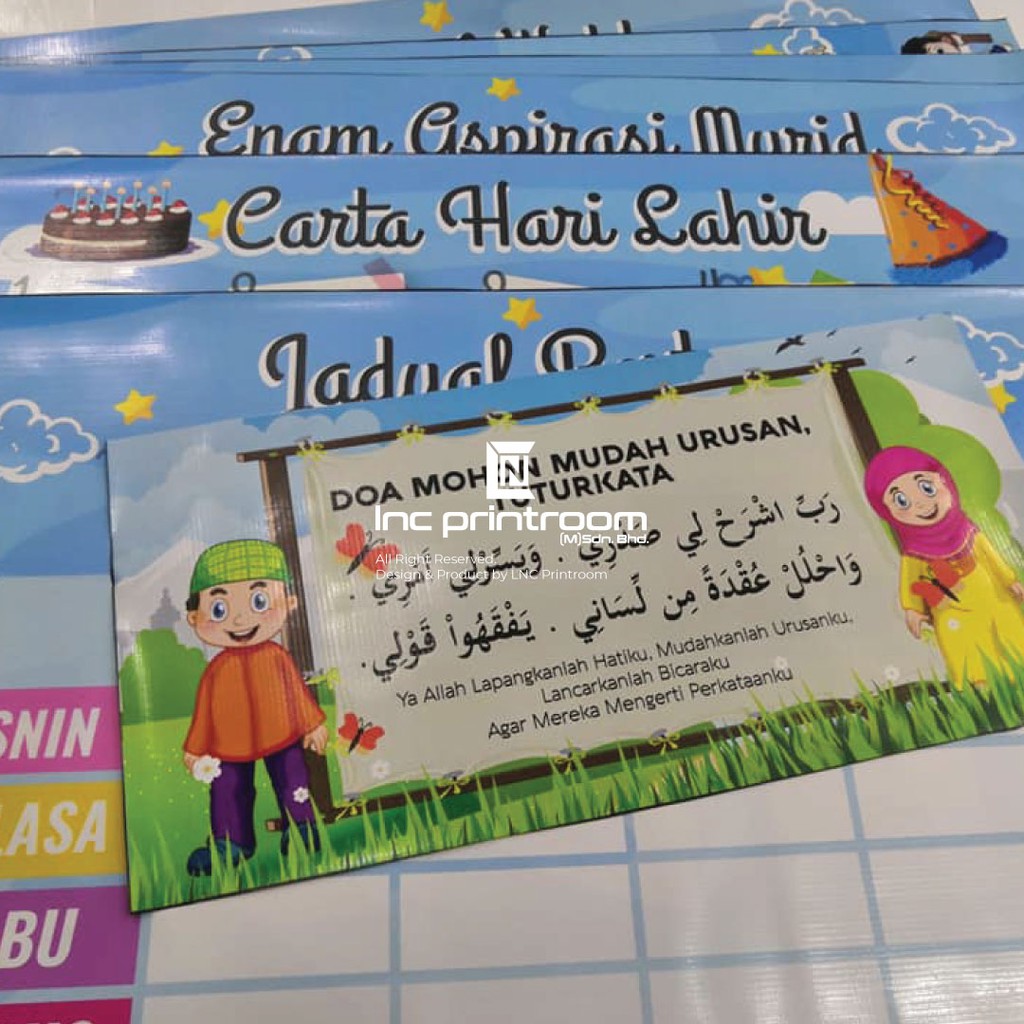 Enam Aspirasi Murid
Carta Hari Lahir
Jadual
DOA MOHON MUDAH URUSAN,
TUTURKATA
رَبِّ اشْرَحْ لِي صَدْرِي . وَيَسِّرْ لِي أَمْرِي .
وَاحْلُلْ عُقْدَةً مِن لِّسَانِي . يَفْقَهُواْ قَوْلِي.
Ya Allah Lapangkanlah Hatiku, Mudahkanlah Urusanku,
Lancarkanlah Bicaraku
Agar Mereka Mengerti Perkataanku
lnc printroom
(M)Sdn. Bhd.
All Right Reserved.
Design & Product by LNC Printroom
SNIN
LASA
BU